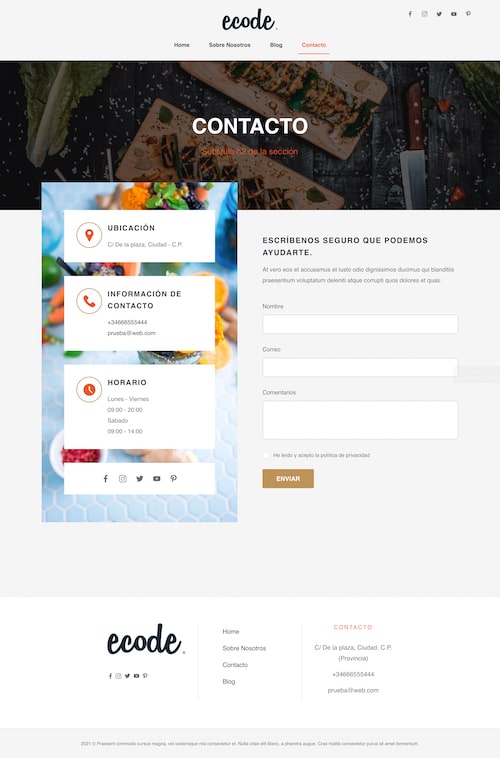 ecode.
Home Sobre Nosotros Blog Contacto
CONTACTO
Subtítulo h2 de la sección
UBICACIÓN
C/ De la plaza, Ciudad - C.P.
INFORMACIÓN DE
CONTACTO
+34666555444
prueba@web.com
HORARIO
Lunes - Viernes
09:00 - 20:00
Sábado
09:00 - 14:00
ESCRÍBENOS SEGURO QUE PODEMOS
AYUDARTE.
At vero eos et accusamus et iusto odio dignissimos ducimus qui blanditiis
praesentium voluptatum deleniti atque corrupti quos dolores et quas.
Nombre
Correo
Comentarios
He leído y acepto la política de privacidad
ENVIAR
ecode.
Home
Sobre Nosotros
Contacto
Blog
CONTACTO
C/ De la plaza, Ciudad, C.P.
(Provincia)
+34666555444
prueba@web.com
2021 © Praesent commodo cursus magna, vel scelerisque nisl consectetur et. Nulla vitae elit libero, a pharetra augue. Cras mattis consectetur purus sit amet fermentum.